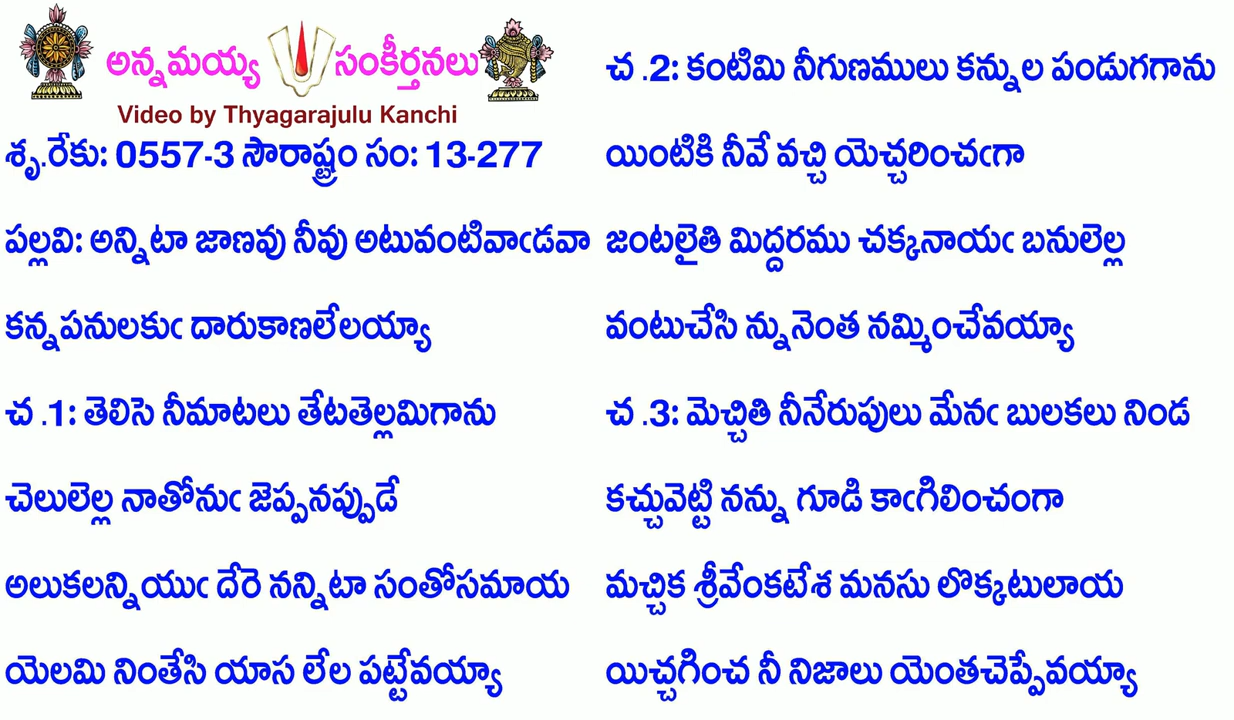 అన్నమయ్య సంకీర్తనలు
Video by Thyagarajulu Kanchi
శృ.రేకు: 0557-3 సౌరాష్ట్రం సం: 13-277
పల్లవి: అన్నిటా జాణవు నీవు అటువంటివాఁడవా
కన్నపనులకుఁ దారుకాణలేలయ్యా
చ .1: తెలిసె నీమాటలు తేటతెల్లమిగాను
చెలులెల్ల నాతోనుఁ జెప్పనప్పుడే
అలుకలన్నియుఁ దేరె నన్నిటా సంతోసమాయ
యెలమి నింతేసి యాస లేల పట్టేవయ్యా
చ .2: కంటిమి నీగుణములు కన్నుల పండుగగాను
యింటికి నీవే వచ్చి యెచ్చరించఁగా
జంటలైతి మిద్దరము చక్కనాయఁ బనులెల్ల
వంటుచేసి న్నునెంత నమ్మించేవయ్యా
చ .3: మెచ్చితి నీనేరుపులు మేనఁ బులకలు నిండ
కచ్చువెట్టి నన్ను గూడి కాఁగిలించంగా
మచ్చిక శ్రీవేంకటేశ మనసు లొక్కటులాయ
యిచ్చగించ నీ నిజాలు యెంతచెప్పేవయ్యా